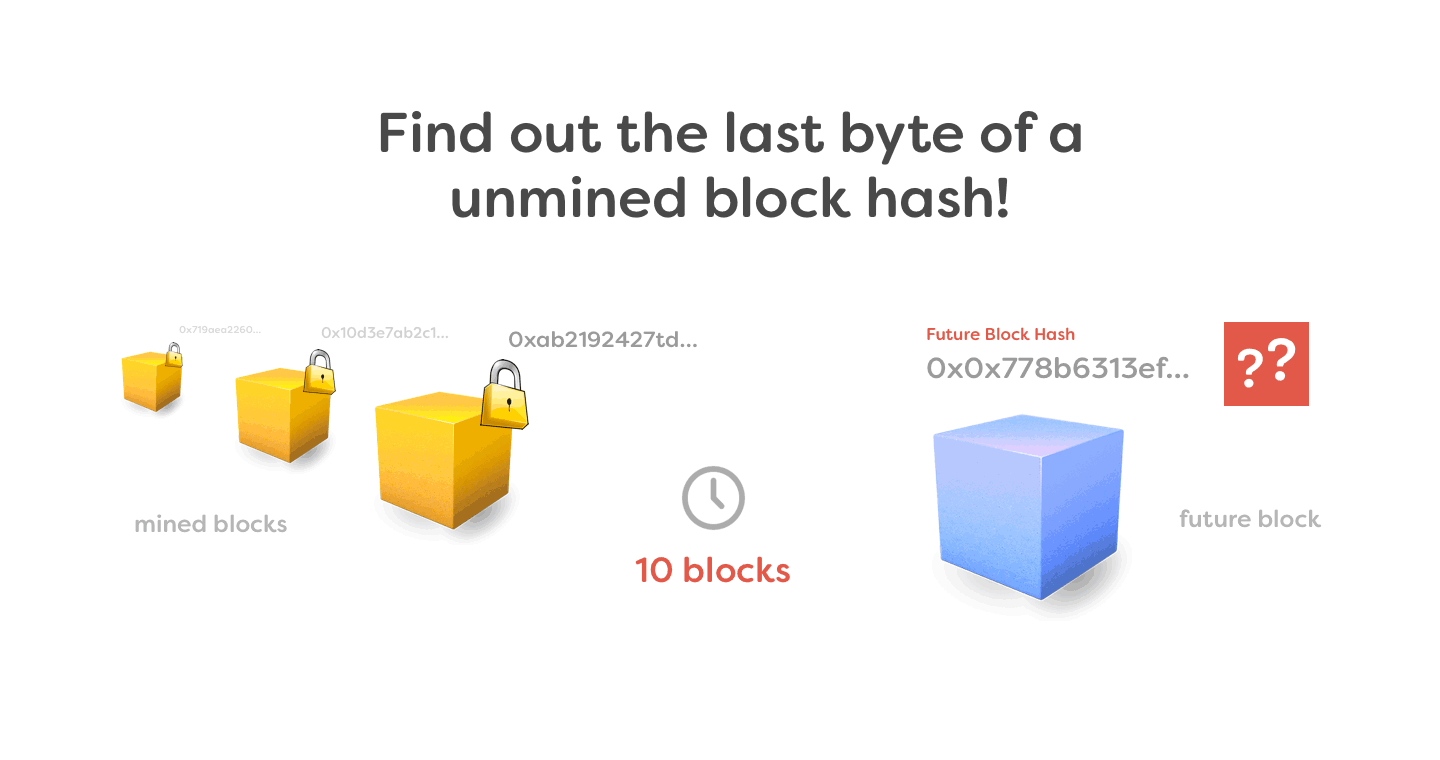 Find out the last byte of a
unmined block hash!
0x719aea2260...
0x10d3e7ab2c1...
0xab2192427td...
Future Block Hash
0x0x778b6313ef...
??
mined blocks
10 blocks
future block